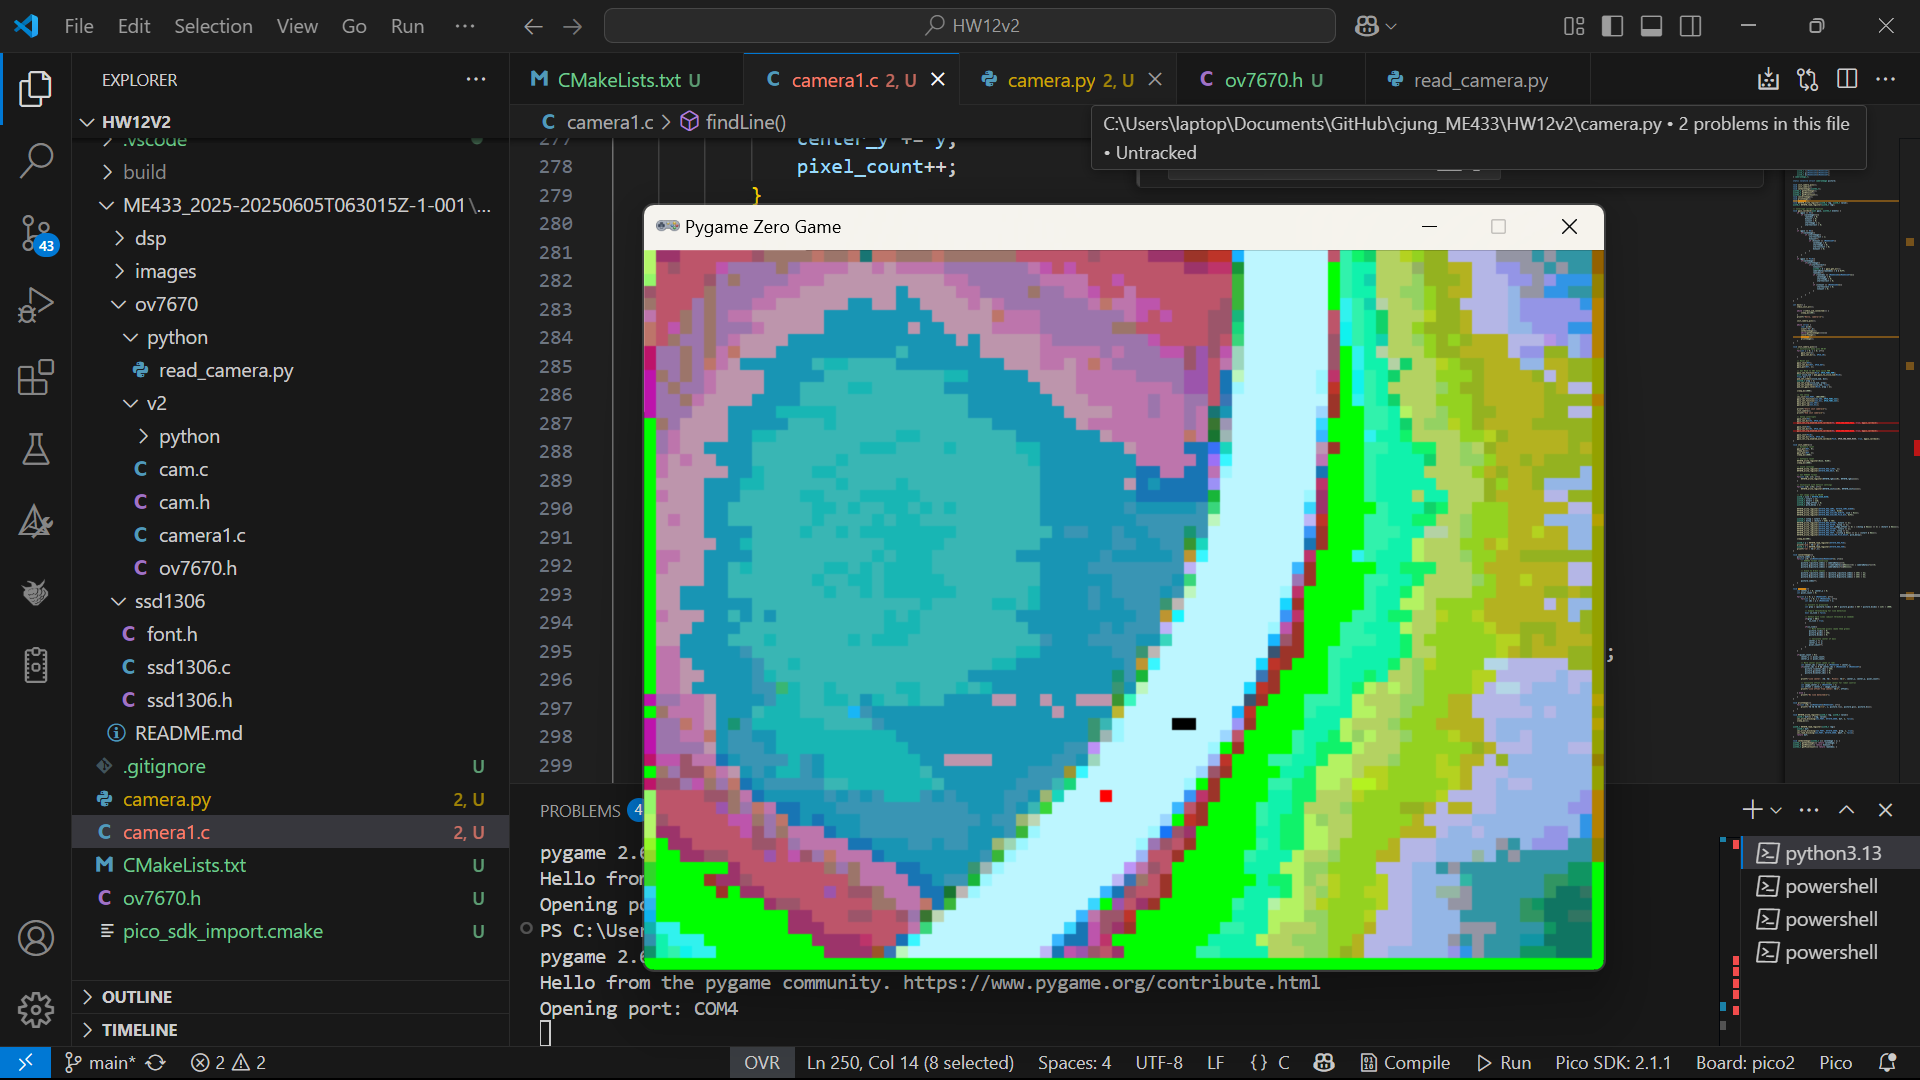 File Edit Selection View Go Run ··· HW12v2
EXPLORER ···
CMakeLists.txt U camera1.c 2, U camera.py 2, U ov7670.h U read_camera.py ···
HW12V2
camera1.c > findLine()
C:\Users\laptop\Documents\GitHub\cjung_ME433\HW12v2\camera.py • 2 problems in this file
• Untracked
.vscode
build
ME433_2025-20250605T063015Z-1-001 \...
dsp
images
ov7670
python
read_camera.py
v2
python
cam.c
cam.h
camera1.c
ov7670.h
ssd1306
font.h
ssd1306.c
ssd1306.h
README.md
.gitignore U
camera.py 2, U
camera1.c 2, U
CMakeLists.txt U
ov7670.h U
pico_sdk_import.cmake U
OUTLINE
TIMELINE
43
277 center_y += y;
278 pixel_count++;
279 }
280
281
282
283
284
285
286
287
288
289
290
291
292
293
294
295 ;
296
297
298
299
Pygame Zero Game
PROBLEMS 4
pygame 2.
Hello from
Opening po
PS C:\User
pygame 2.
Hello from the pygame community. https://www.pygame.org/contribute.html
Opening port: COM4
python3.13
powershell
powershell
powershell
main* 2 2 OVR Ln 250, Col 14 (8 selected) Spaces: 4 UTF-8 LF {} C Compile Run Pico SDK: 2.1.1 Board: pico2 Pico